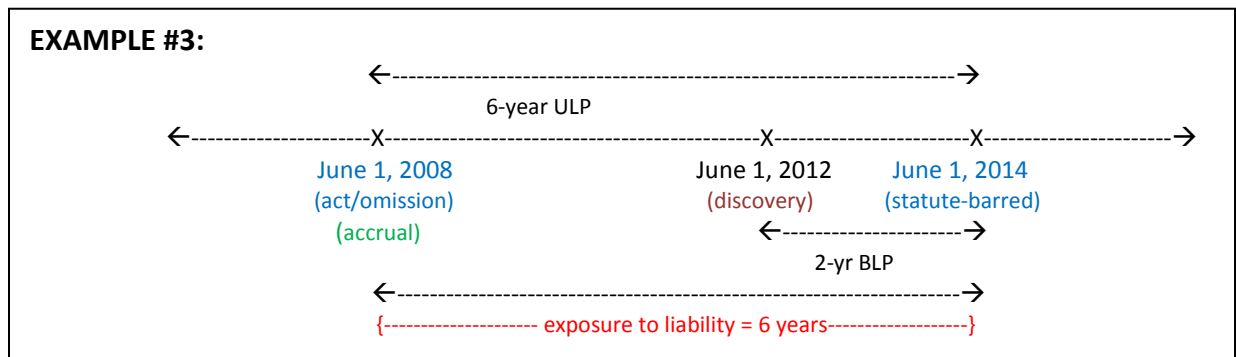 EXAMPLE #3:
6-year ULP
X X X
June 1, 2008 June 1, 2012 June 1, 2014
(act/omission) (discovery) (statute-barred)
(accrual)
2-yr BLP
{--------------------- exposure to liability = 6 years-------------------}